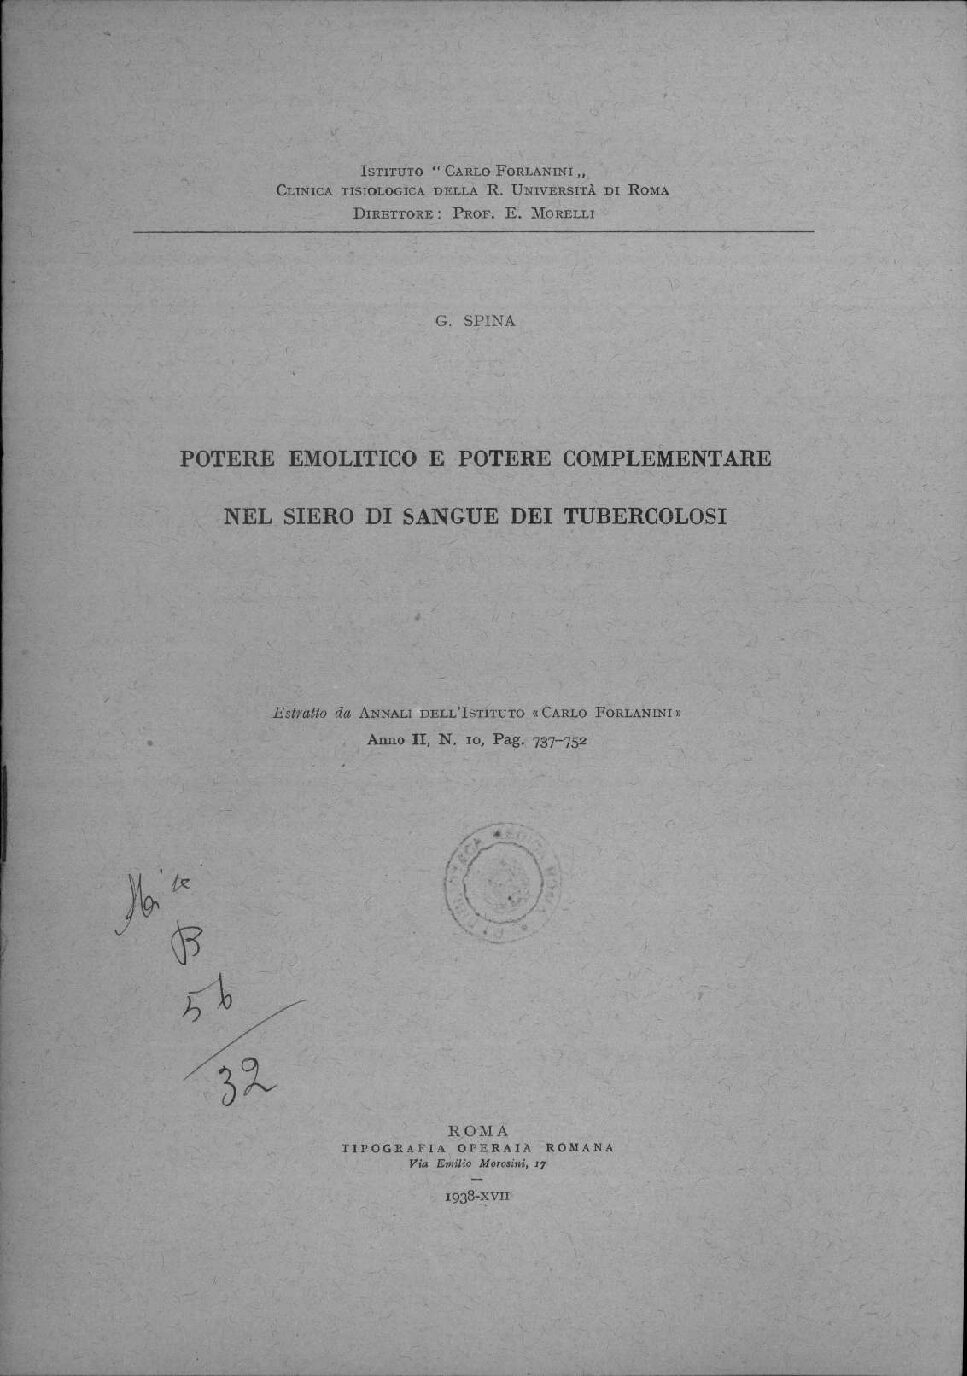 ISTITUTO “ CARLO FORLANINI „
CLINICA TISIOLOGICA DELLA R. UNIVERSITÀ DI ROMA
DIRETTORE: PROF. E. MORELLI
G. SPINA
POTERE EMOLITICO E POTERE COMPLEMENTARE
NEL SIERO DI SANGUE DEI TUBERCOLOSI
Estratto da ANNALI DELL'ISTITUTO « CARLO FORLANINI »
Anno II, N. 10, Pag. 737-752
B
56
32
ROMA
TIPOGRAFIA OPERAIA ROMANA
Via Emilio Morosini, 17
1938-XVII